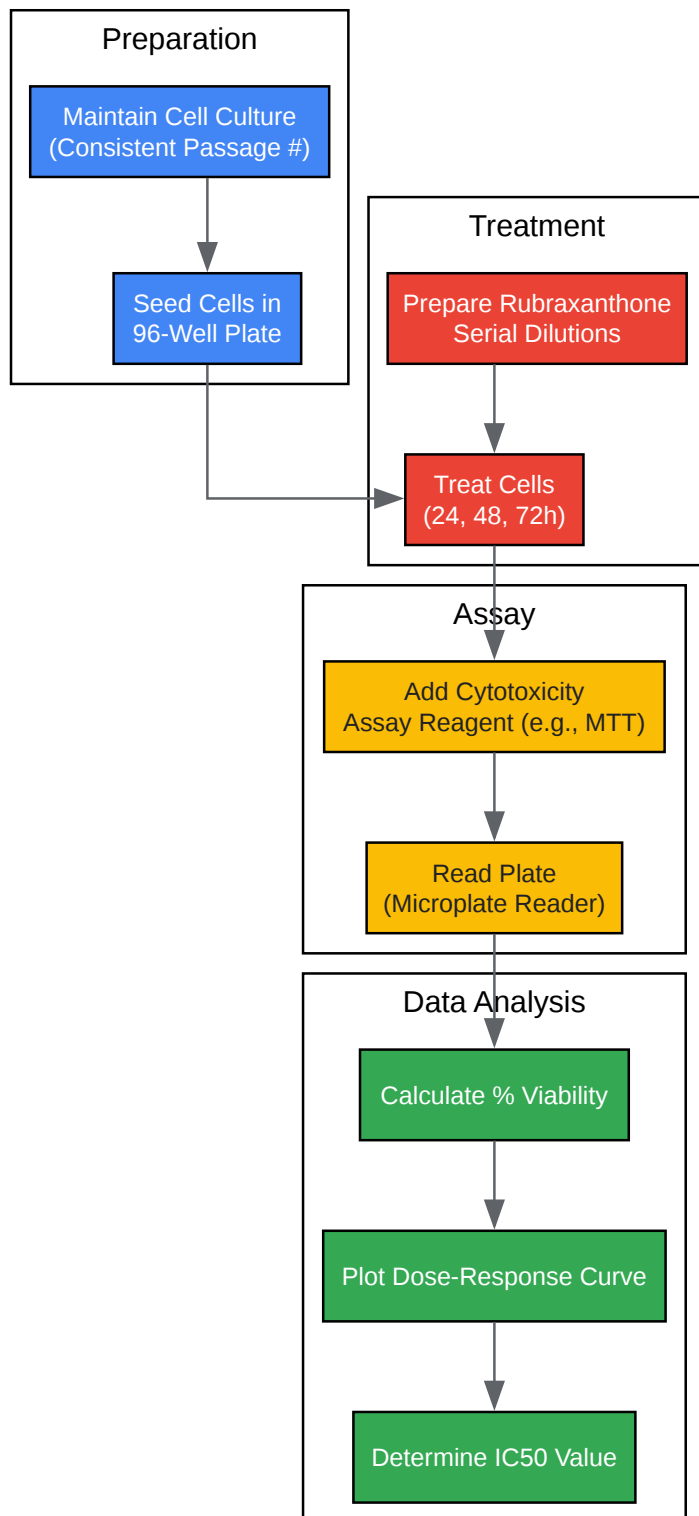 Preparation
Maintain Cell Culture
(Consistent Passage #)
Seed Cells in
96-Well Plate
Treatment
Prepare Rubraxanthone
Serial Dilutions
Treat Cells
(24, 48, 72h)
Assay
Add Cytotoxicity
Assay Reagent (e.g., MTT)
Read Plate
(Microplate Reader)
Data Analysis
Calculate % Viability
Plot Dose-Response Curve
Determine IC50 Value